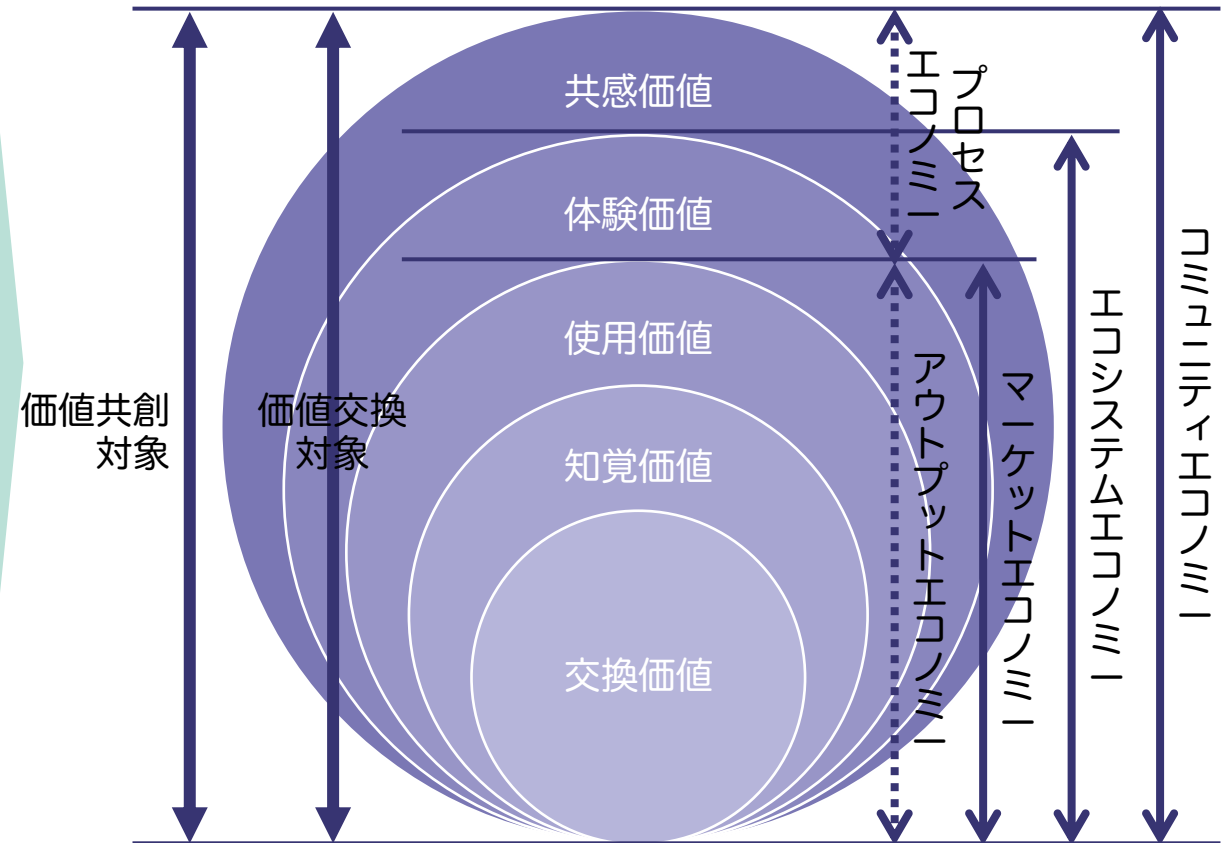 共感価値
体験価値
使用価値
知覚価値
交換価値
価値共創
対象
価値交換
対象
プロセス
エコノミー
アウトプットエコノミー
マーケットエコノミー
エコシステムエコノミー
コミュニティエコノミー